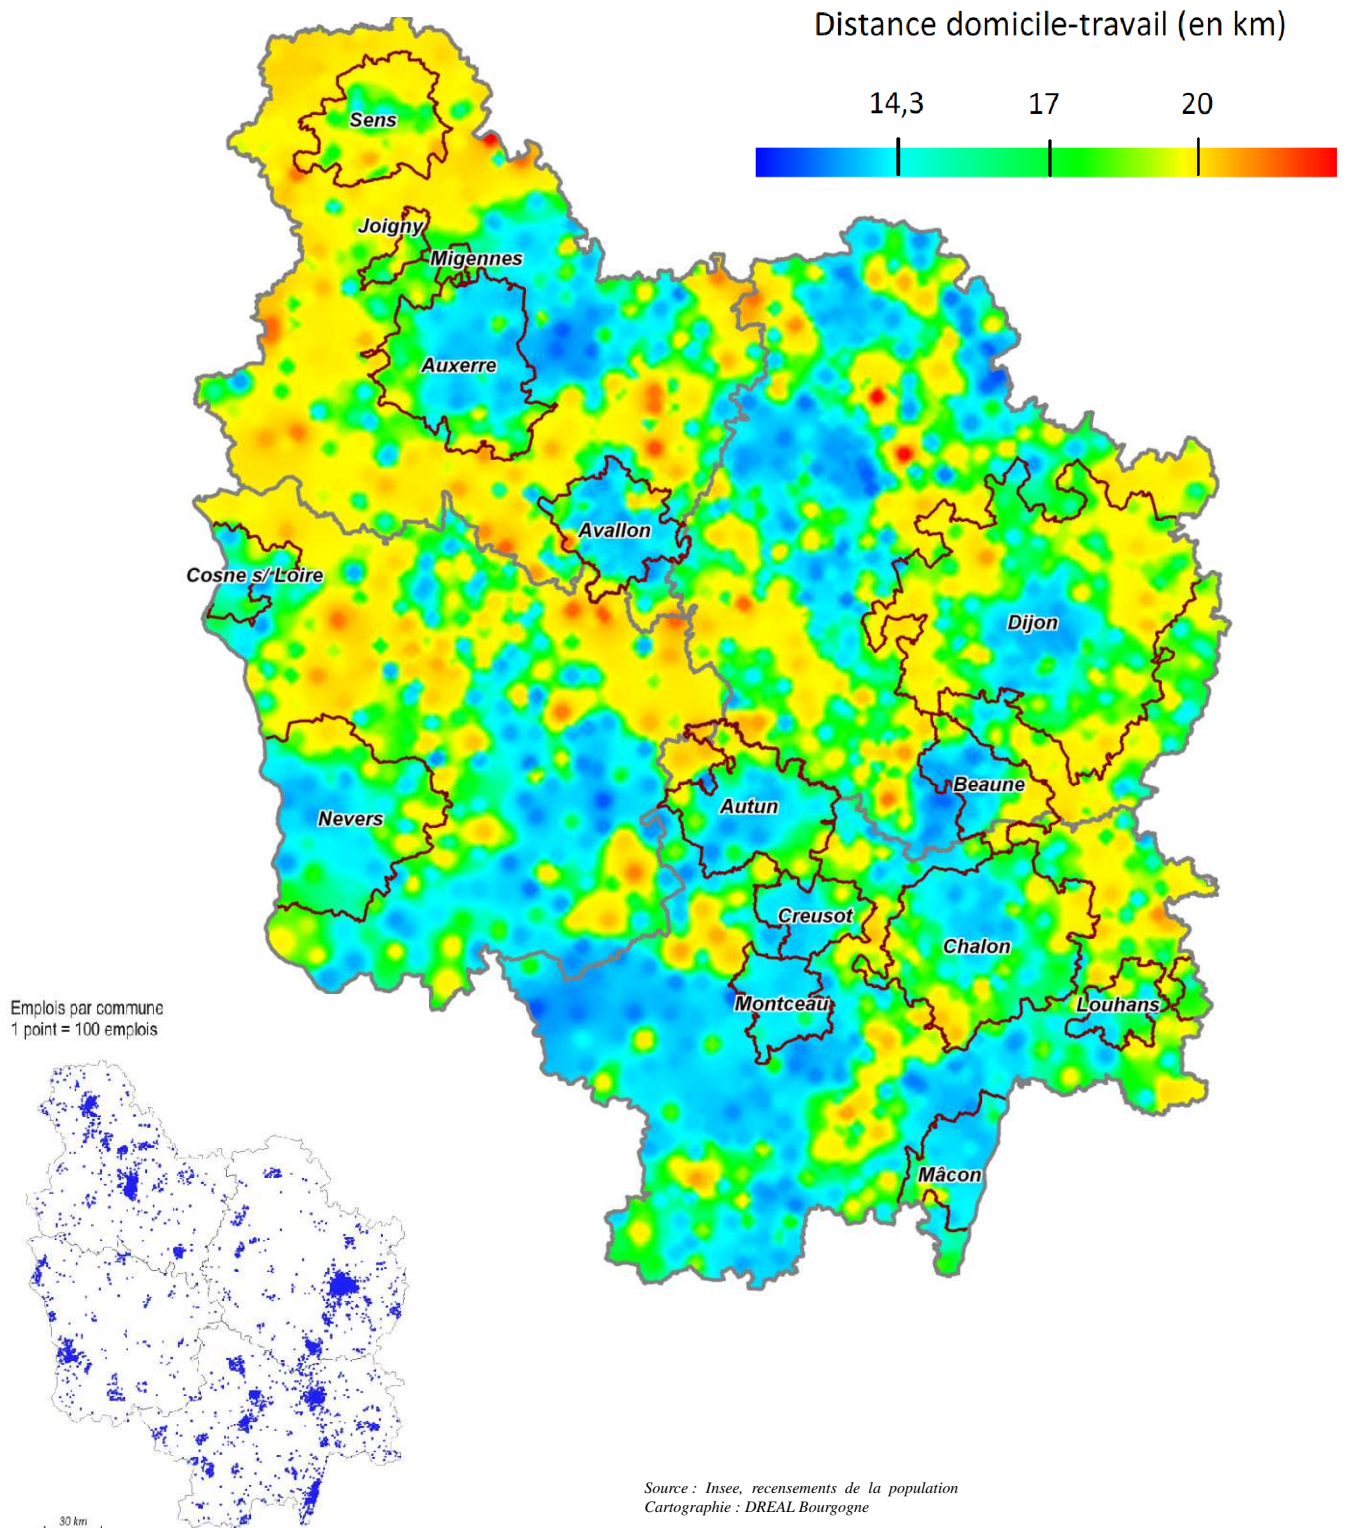 Distance domicile-travail (en km)
14,3 17 20
Sens
Joigny
Migennes
Auxerre
Avallon
Cosne s/ Loire
Dijon
Nevers
Autun
Beaune
Creusot
Chalon
Montceau
Louhans
Mâcon
Emplois par commune
1 point = 100 emplois
30 km
Source : Insee, recensements de la population
Cartographie : DREAL Bourgogne